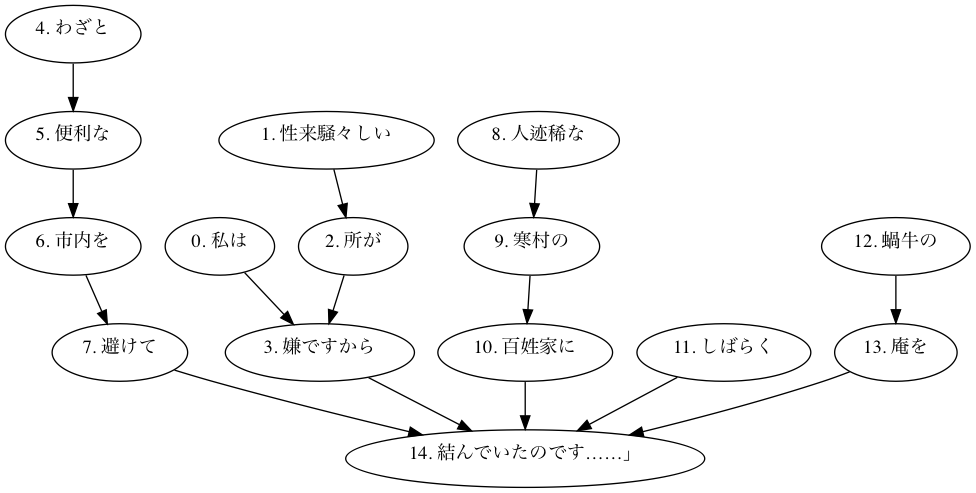 4. わざと
5. 便利な
1. 性来騒々しい
8. 人迹稀な
6. 市内を
0. 私は
2. 所が
9. 寒村の
12. 蝸牛の
7. 避けて
3. 嫌ですから
10. 百姓家に
11. しばらく
13. 庵を
14. 結んでいたのです……」